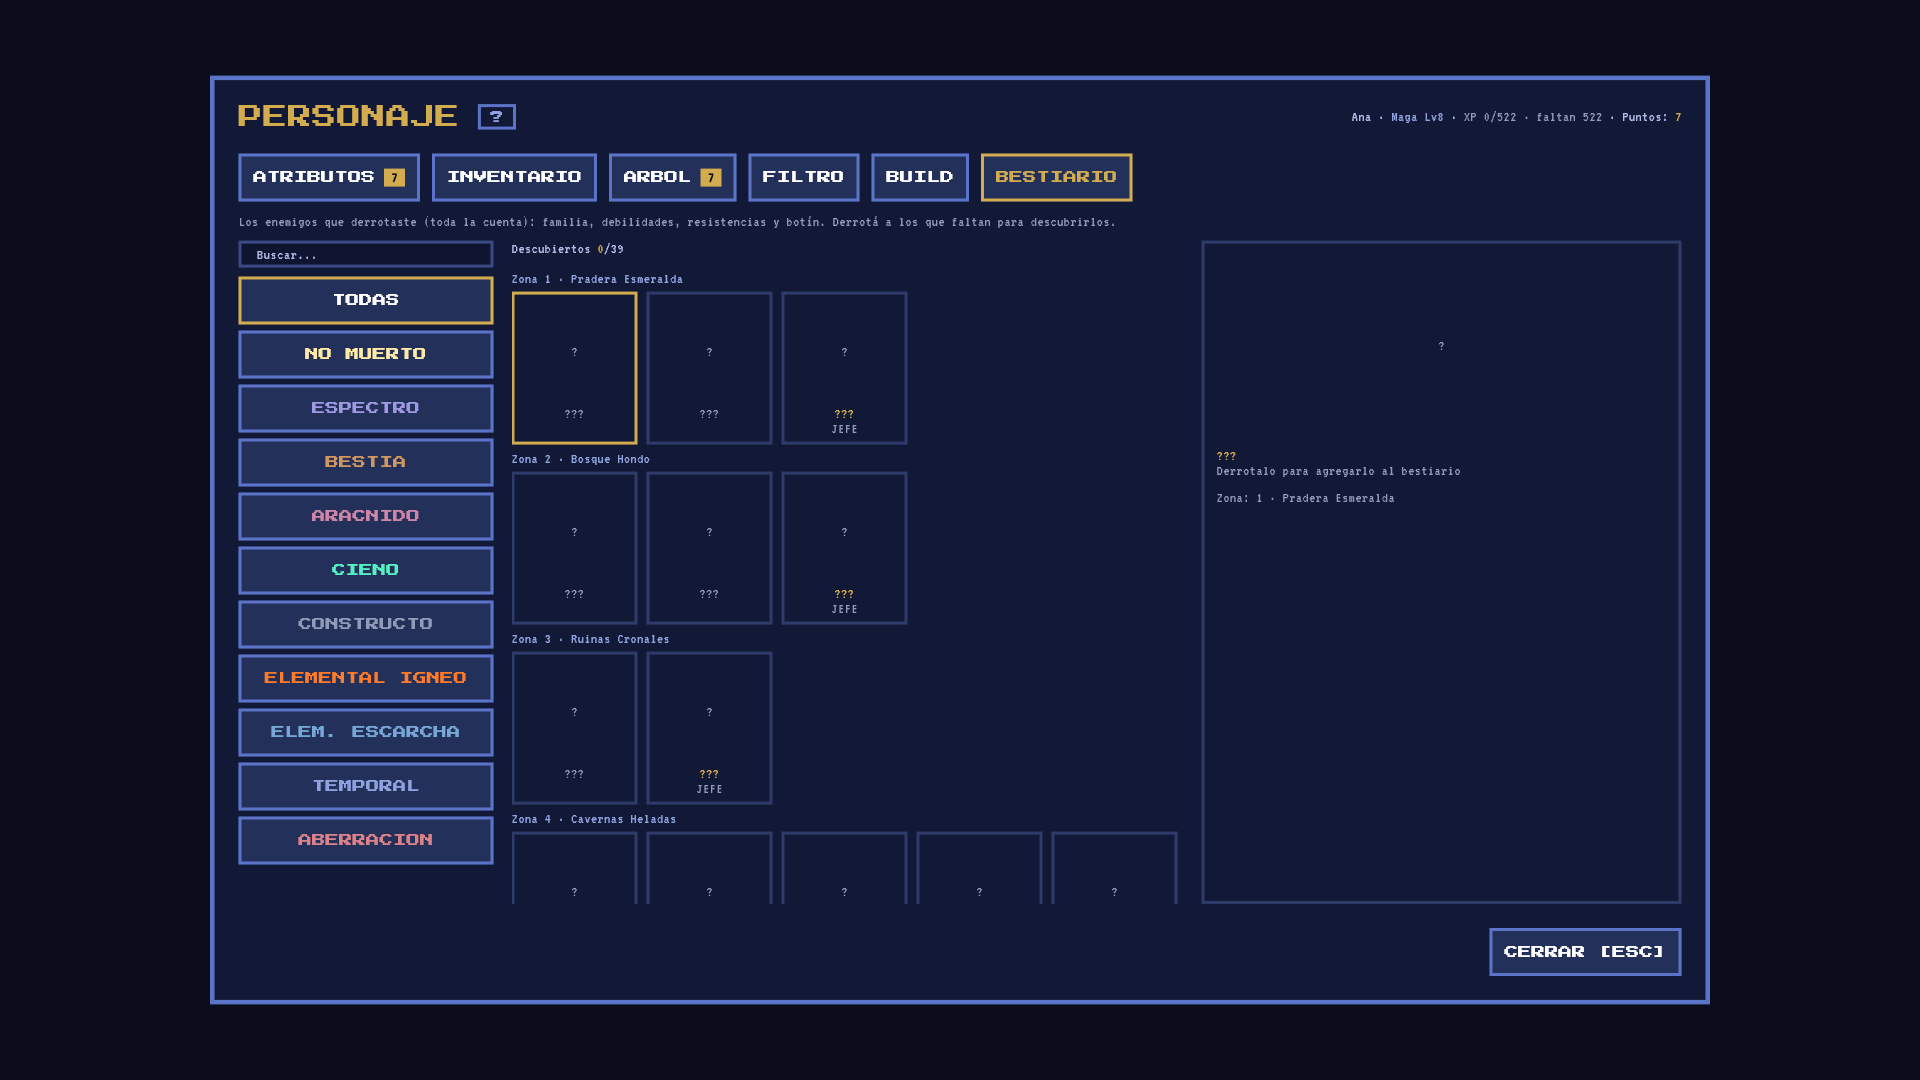 PERSONAJE ?
Ana · Maga Lv8 · XP 0/522 · faltan 522 · Puntos: 7
ATRIBUTOS 7 INVENTARIO ARBOL 7 FILTRO BUILD BESTIARIO
Los enemigos que derrotaste (toda la cuenta): familia, debilidades, resistencias y botín. Derrotá a los que faltan para descubrirlos.
Buscar...
TODAS
NO MUERTO
ESPECTRO
BESTIA
ARACNIDO
CIENO
CONSTRUCTO
ELEMENTAL IGNEO
ELEM. ESCARCHA
TEMPORAL
ABERRACION
Descubiertos 0/39
Zona 1 · Pradera Esmeralda
? ? ?
??? ??? ???
JEFE
Zona 2 · Bosque Hondo
? ? ?
??? ??? ???
JEFE
Zona 3 · Ruinas Cronales
? ?
??? ???
JEFE
Zona 4 · Cavernas Heladas
? ? ? ? ?
?
???
Derrotalo para agregarlo al bestiario
Zona: 1 · Pradera Esmeralda
CERRAR [ESC]